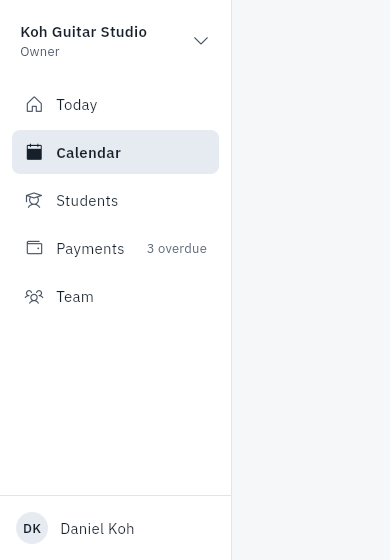 Koh Guitar Studio
Owner
Today
Calendar
Students
Payments 3 overdue
Team
DK Daniel Koh